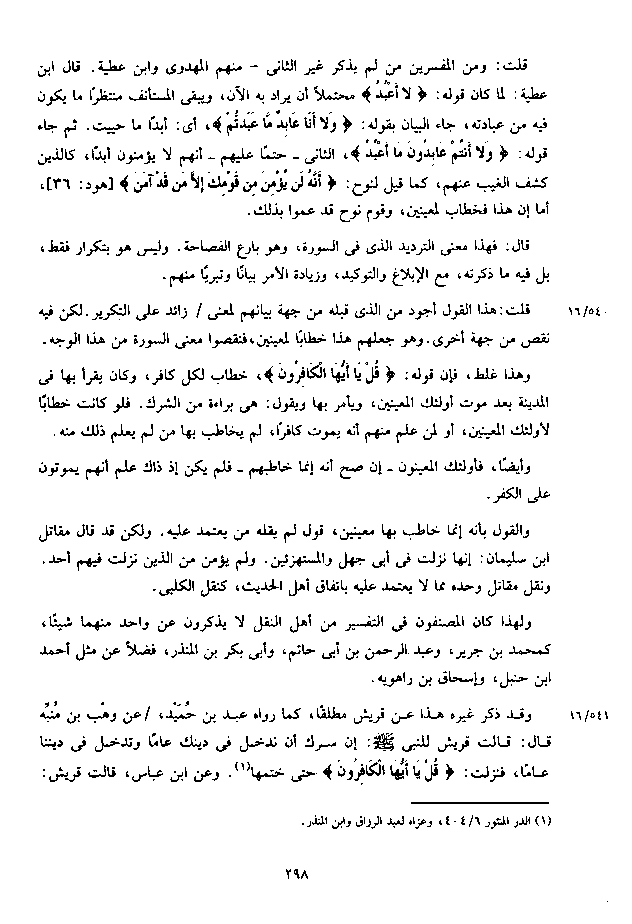 قلت: ومن المفسرين من لم يذكر غير الثانى - منهم المهدوى وابن عطية. قال ابن
عطية: لما كان قوله: ﴿ لا أَعْبُدُ ﴾ محتملاً أن يراد به الآن، ويبقى المستأنف منتظرًا ما يكون
فيه من عبادته، جاء البيان بقوله: ﴿ وَلا أَنَا عَابِدٌ مَّا عَبَدتُّمْ ﴾، أى: أبدًا ما حييت. ثم جاء
قوله: ﴿ وَلا أَنتُمْ عَابِدُونَ مَا أَعْبُدُ ﴾، الثانى ـ حتمًا عليهم ـ أنهم لا يؤمنون أبدًا، كالذين
كشف الغيب عنهم، كما قيل لنوح: ﴿ أَنَّهُ لَن يُؤْمِنَ مِن قَوْمِكَ إِلاَّ مَن قَدْ آمَنَ ﴾ [هود: ٣٦]،
أما إن هذا فخطاب لمعينين، وقوم نوح قد عموا بذلك.
قال: فهذا معنى الترديد الذى فى السورة، وهو بارع الفصاحة. وليس هو بتكرار فقط،
بل فيه ما ذكرته، مع الإبلاغ والتوكيد، وزيادة الأمر بيانًا وتبريًا منهم.
١٦/٥٤٠ قلت: هذا القول أجود من الذى قبله من جهة بيانهم لمعنى / زائد على التكرير. لكن فيه
نقص من جهة أخرى. وهو جعلهم هذا خطابًا لمعينين، فنقصوا معنى السورة من هذا الوجه.
وهذا غلط، فإن قوله: ﴿ قُلْ يَا أَيُّهَا الْكَافِرُونَ ﴾، خطاب لكل كافر، وكان يقرأ بها فى
المدينة بعد موت أولئك المعينين، ويأمر بها ويقول: هى براءة من الشرك. فلو كانت خطابًا
لأولئك المعينين، أو لمن علم منهم أنه يموت كافرًا، لم يخاطب بها من لم يعلم ذلك منه.
وأيضًا، فأولئك المعينون ـ إن صح أنه إنما خاطبهم ـ فلم يكن إذ ذاك علم أنهم يموتون
على الكفر.
والقول بأنه إنما خاطب بها معينين، قول لم يقله من يعتمد عليه. ولكن قد قال مقاتل
ابن سليمان: إنها نزلت فى أبى جهل والمستهزئين. ولم يؤمن من الذين نزلت فيهم أحد.
ونقل مقاتل وحده مما لا يعتمد عليه باتفاق أهل الحديث، كنقل الكلبى.
ولهذا كان المصنفون فى التفسير من أهل النقل لا يذكرون عن واحد منهما شيئًا،
كمحمد بن جرير، وعبد الرحمن بن أبى حاتم، وأبى بكر بن المنذر، فضلاً عن مثل أحمد
ابن حنبل، وإسحاق بن راهويه.
١٦/٥٤١ وقد ذكر غيره هذا عن قريش مطلقًا، كما رواه عبد بن حُمَيْد، /عن وهْب بن مُنَبِّه
قال: قالت قريش للنبى ﷺ: إن سرك أن ندخل فى دينك عامًا وتدخل فى ديننا
عامًا، فنزلت: ﴿ قُلْ يَا أَيُّهَا الْكَافِرُونَ ﴾ حتى ختمها(١). وعن ابن عباس، قالت قريش:
(١) الدر المنثور ٦/ ٤٠٤، وعزاه لعبد الرزاق وابن المنذر.
٢٩٨